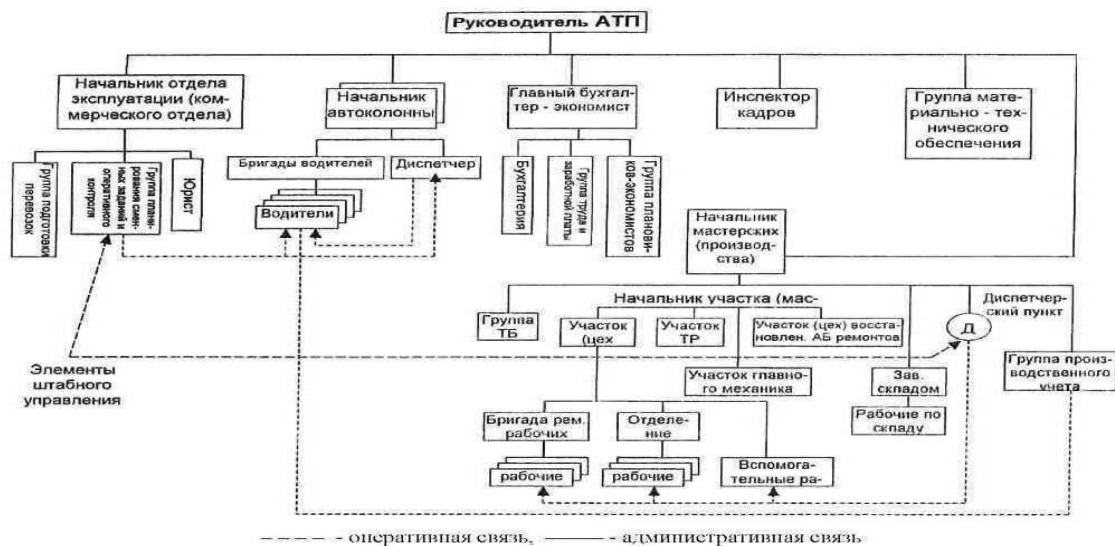 Руководитель АТП
Начальник отдела
эксплуатации (ком-
мерческого отдела)
Начальник
автоколонны
Главный бухгал-
тер - экономист
Инспектор
кадров
Группа мате-
риально - тех-
нического
обеспечения
Группа подготовки
перевозок
Группа плани-
рования смен-
ных заданий и
оперативного
контроля
Юрист
Бригады водителей
Диспетчер
Водители
Бухгалтерия
Группа труда и
заработной платы
Группа планови-
ков-экономистов
Начальник
мастерских
(производс-
тва)
Начальник участка (мас-
Диспетчер-
ский пункт
Группа
ТБ
Участок
(цех
Участок
ТР
Участок (цех) восста-
новлен. АБ ремонтов
Д
Элементы
штабного
управления
Участок главно-
го механика
Зав.
складом
Группа произ-
водственного
учета
Бригада рем.
рабочих
Отделе-
ние
Рабочие по
складу
рабочие
рабочие
Вспомога-
тельные ра-
- оперативная связь, - административная связь